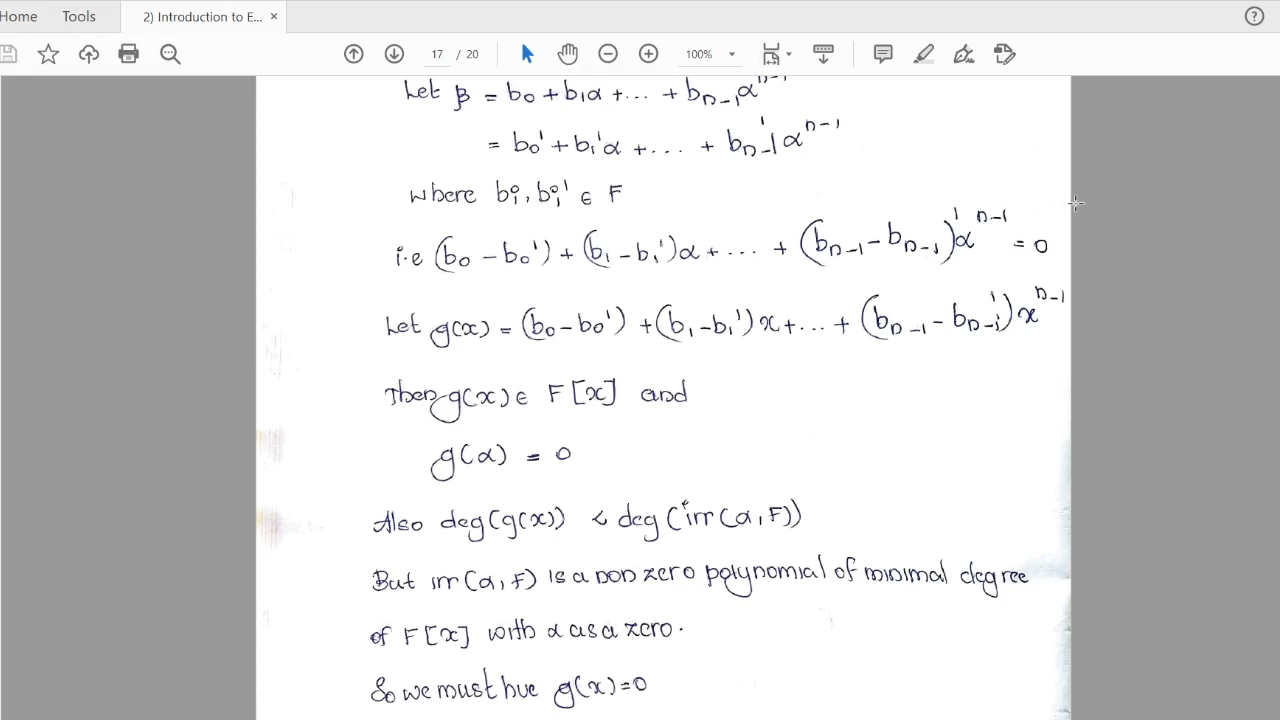 Home Tools 2) Introduction to E... ×
17 / 20 100%
Let β = b₀ + b₁α + ... + bₙ₋₁αⁿ⁻¹
= b₀' + b₁'α + ... + bₙ₋₁'αⁿ⁻¹
where bᵢ, bᵢ' ∈ F
i.e (b₀ - b₀') + (b₁ - b₁')α + ... + (bₙ₋₁ - bₙ₋₁)'αⁿ⁻¹ = 0
Let g(x) = (b₀ - b₀') + (b₁ - b₁')x + ... + (bₙ₋₁ - bₙ₋₁')xⁿ⁻¹
Then g(x) ∈ F[x] and
g(α) = 0
Also deg(g(x)) < deg(irr(α, F))
But irr(α, F) is a non zero polynomial of minimal degree
of F[x] with α as a zero.
So we must hve g(x) = 0